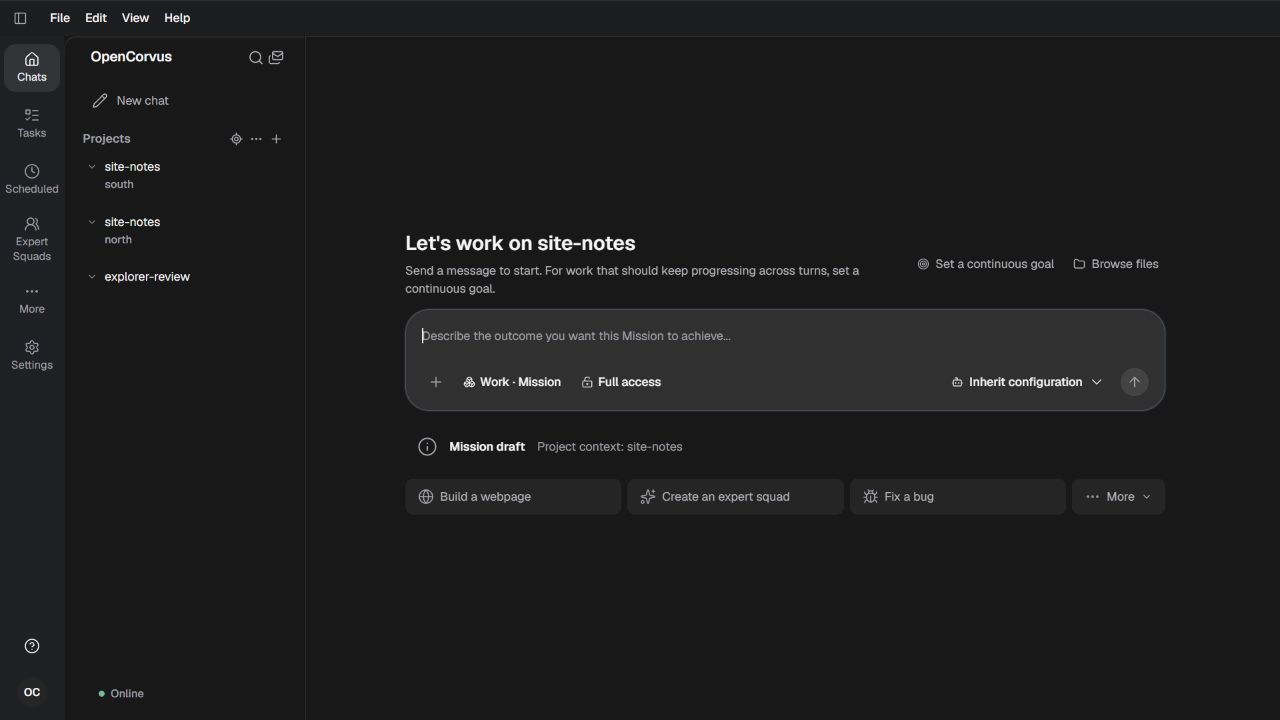 File Edit View Help
Chats
Tasks
Scheduled
Expert
Squads
More
Settings
OC
OpenCorvus
New chat
Projects
site-notes
south
site-notes
north
explorer-review
Online
Let's work on site-notes
Send a message to start. For work that should keep progressing across turns, set a
continuous goal.
Set a continuous goal
Browse files
Describe the outcome you want this Mission to achieve...
Work · Mission
Full access
Inherit configuration
Mission draft Project context: site-notes
Build a webpage
Create an expert squad
Fix a bug
More